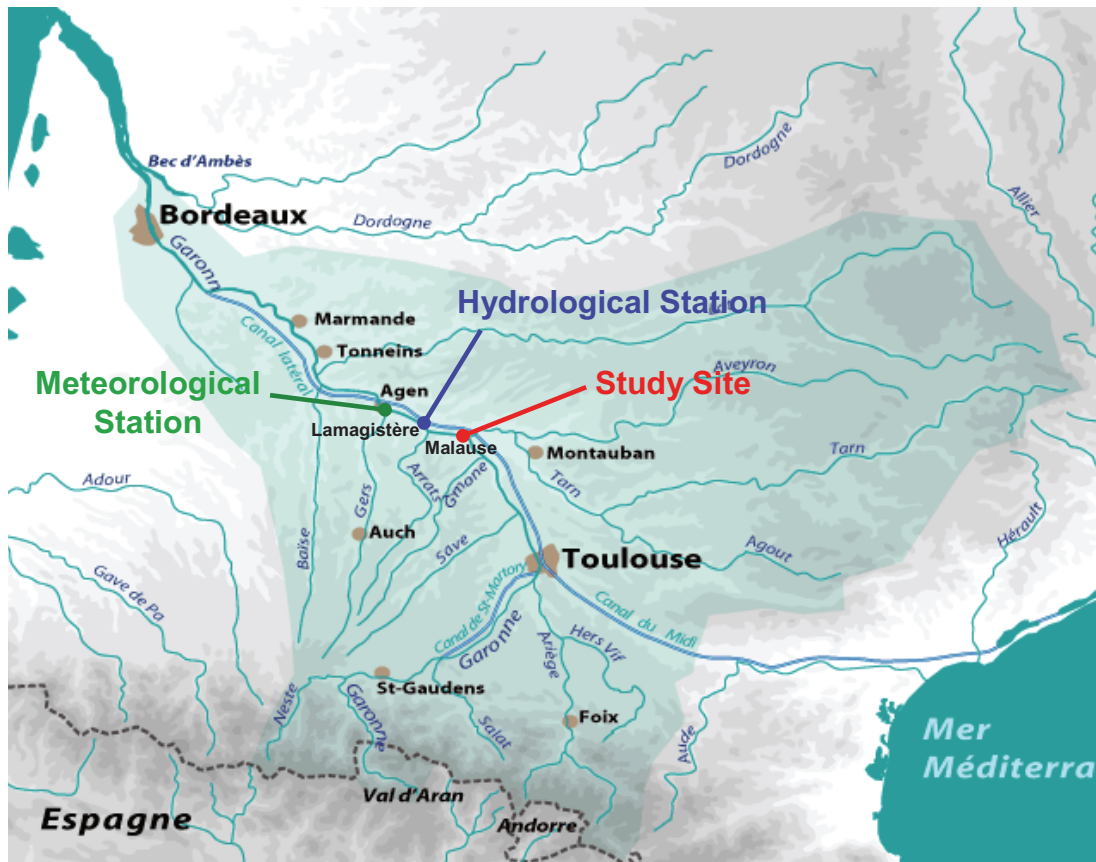 Bec d'Ambès
Bordeaux
Dordogne
Dordogne
Allier
Garonn
Hydrological Station
Marmande
Tonneins
Canal latéral
Aveyron
Meteorological
Station
Agen
Study Site
Lamagistère
Malause
Montauban
Tarn
Tarn
Adour
Arrats
Gmone
Gers
Auch
Baïse
Save
Toulouse
Agout
Hérault
Gave de Pa
Canal de St-Martory
Garonne
Canal du Midi
Ariège
Hers Vif
St-Gaudens
Neste
Garonne
Salat
Foix
Aude
Mer
Méditerra
Val d'Aran
Espagne
Andorre